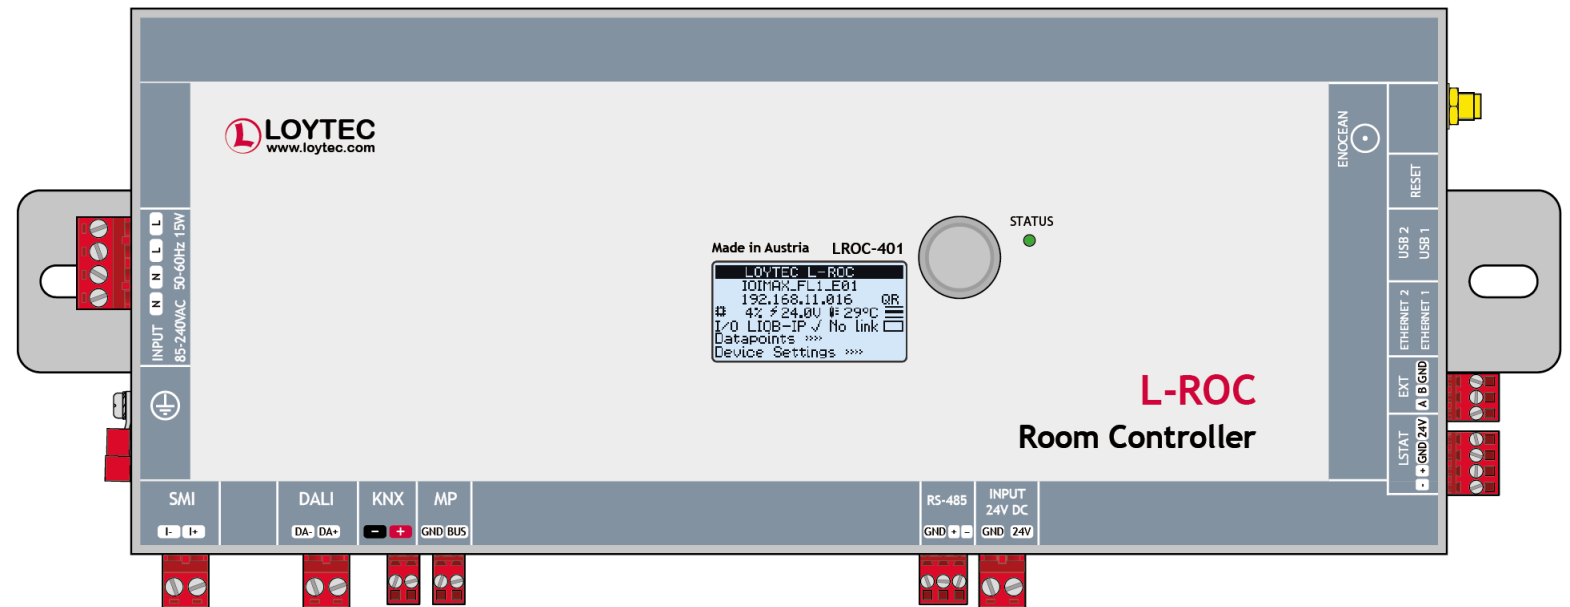 LOYTEC
www.loytec.com
ENOCEAN
RESET
USB 2
USB 1
ETHERNET 2
ETHERNET 1
EXT
A B GND
LSTAT
- + GND 24V
INPUT N N L L
85-240VAC 50-60Hz 15W
STATUS
Made in Austria LROC-401
LOYTEC L-ROC
IOIMAX_FL1_E01
192.168.11.016 QR
4% 24.0V 29°C
I/O LIOB-IP √ No link
Datapoints »»
Device Settings »»
L-ROC
Room Controller
SMI
I- I+
DALI
DA- DA+
KNX
- +
MP
GND BUS
RS-485
GND + -
INPUT
24V DC
GND 24V